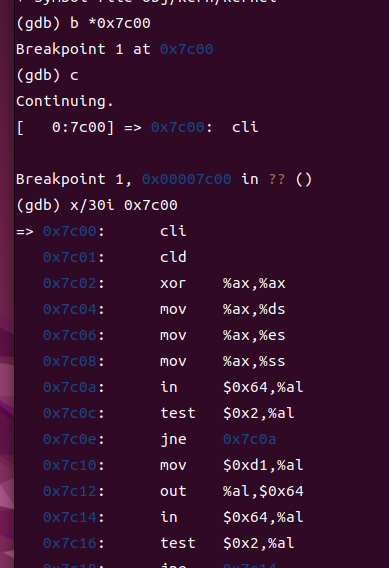 (gdb) b *0x7c00
Breakpoint 1 at 0x7c00
(gdb) c
Continuing.
[   0:7c00] => 0x7c00:  cli
Breakpoint 1, 0x00007c00 in ?? ()
(gdb) x/30i 0x7c00
=> 0x7c00:      cli
   0x7c01:      cld
   0x7c02:      xor    %ax,%ax
   0x7c04:      mov    %ax,%ds
   0x7c06:      mov    %ax,%es
   0x7c08:      mov    %ax,%ss
   0x7c0a:      in     $0x64,%al
   0x7c0c:      test   $0x2,%al
   0x7c0e:      jne    0x7c0a
   0x7c10:      mov    $0xd1,%al
   0x7c12:      out    %al,$0x64
   0x7c14:      in     $0x64,%al
   0x7c16:      test   $0x2,%al